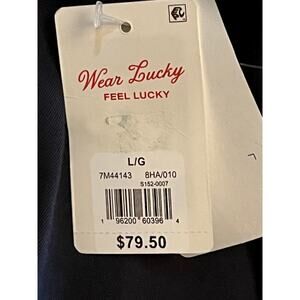 Wear Lucky
FEEL LUCKY
L/G
7M44143 8HA/010
S152-0007
1 96200 60396 4
$79.50